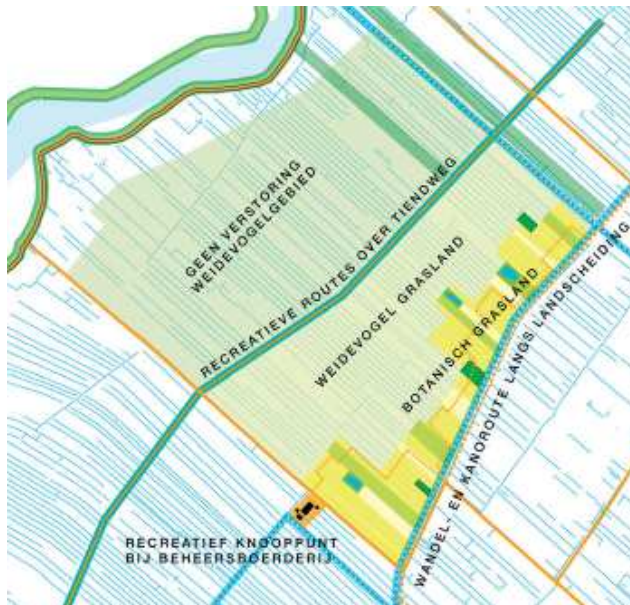 GEEN VERSTORING
WEIDEVOGELGEBIED
RECREATIEVE ROUTES OVER TIENDWEG
WEIDEVOGEL GRASLAND
BOTANISCH GRASLAND
WANDEL- EN KANOROUTE LANGS LANDSCHEIDING
RECREATIEF KNOOPPUNT
BIJ BEHEERSBOERDERIJ